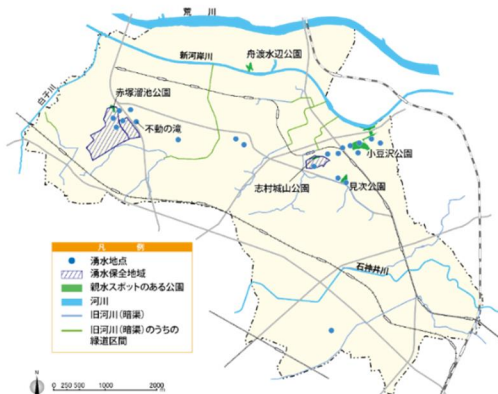 荒川
新河岸川
舟渡水辺公園
白子川
赤塚溜池公園
不動の滝
小豆沢公園
志村城山公園
見次公園
石神井川
凡例
湧水地点
湧水保全地域
親水スポットのある公園
河川
旧河川(暗渠)
旧河川(暗渠)のうちの
緑道区間
N
0 250 500 1000 2000
m